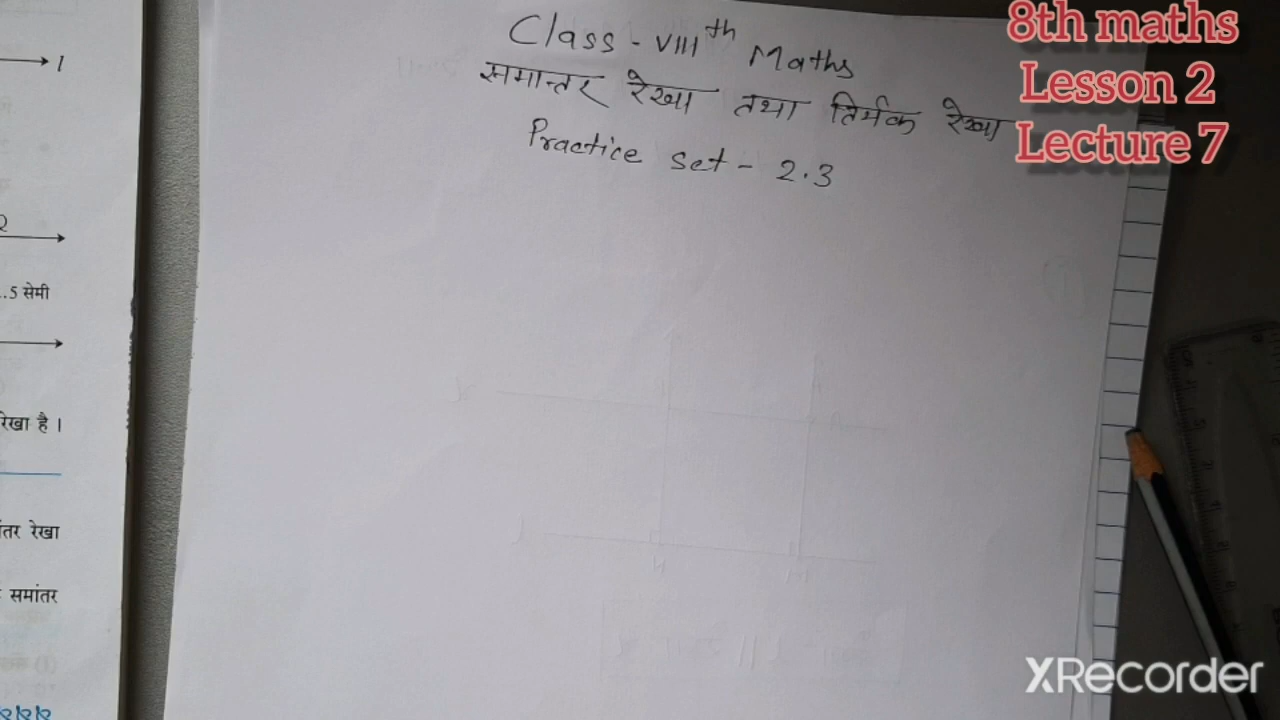 Class - VIIIth Maths
समान्तर रेखा तथा तिर्यक रेखा
Practice set - 2.3
8th maths
Lesson 2
Lecture 7
l
.5 सेमी
रेखा है ।
तर रेखा
समांतर
XRecorder